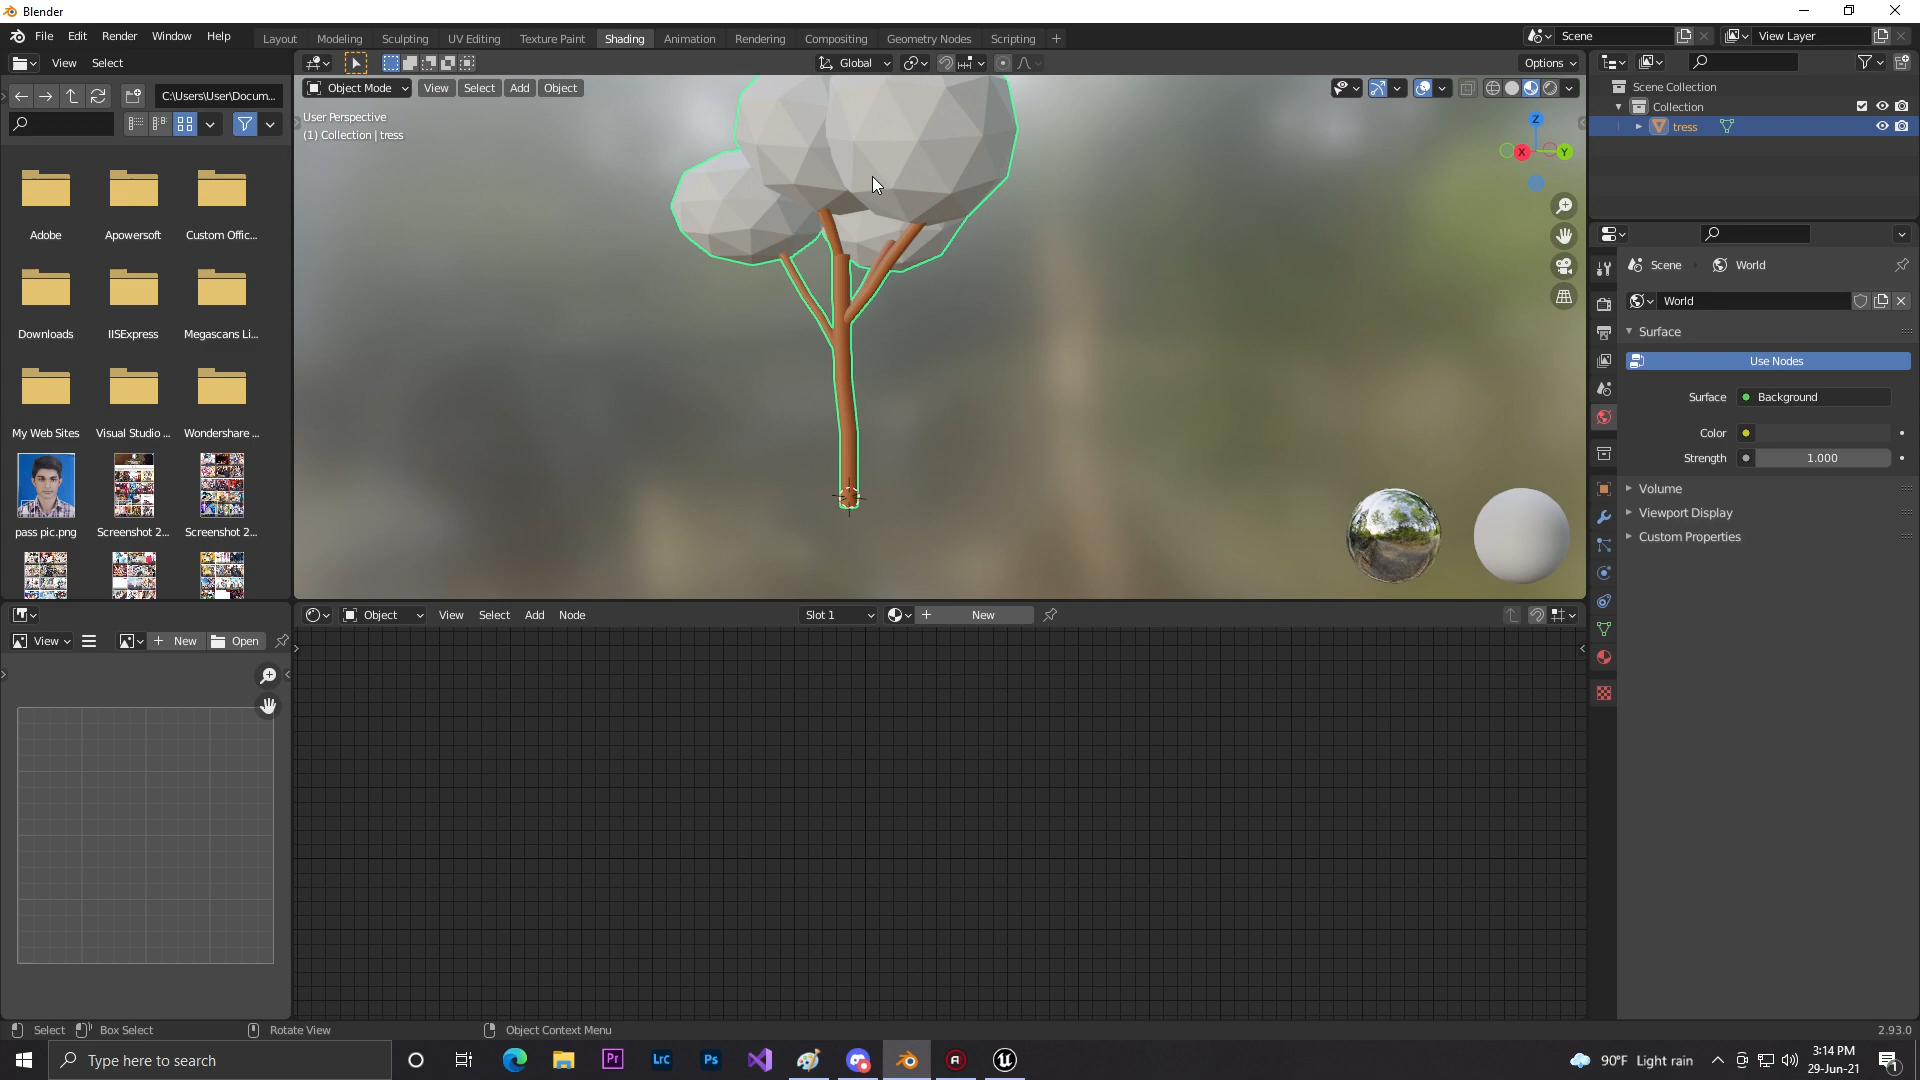 Blender
File Edit Render Window Help
Layout Modeling Sculpting UV Editing Texture Paint Shading Animation Rendering Compositing Geometry Nodes Scripting +
Scene
View Layer
View Select
Global
Options
C:\Users\User\Docum...
Object Mode View Select Add Object
User Perspective
(1) Collection | tress
Z
X
Y
Adobe Apowersoft Custom Offic...
Downloads IISExpress Megascans Li...
My Web Sites Visual Studio ... Wondershare ...
pass pic.png Screenshot 2... Screenshot 2...
Scene Collection
Collection
tress
Scene World
World
Surface
Use Nodes
Surface Background
Color
Strength 1.000
Volume
Viewport Display
Custom Properties
Object View Select Add Node
Slot 1
New
View New Open
Select Box Select Rotate View Object Context Menu
2.93.0
Type here to search
Pr
Lrc
Ps
90°F Light rain
3:14 PM
29-Jun-21
1